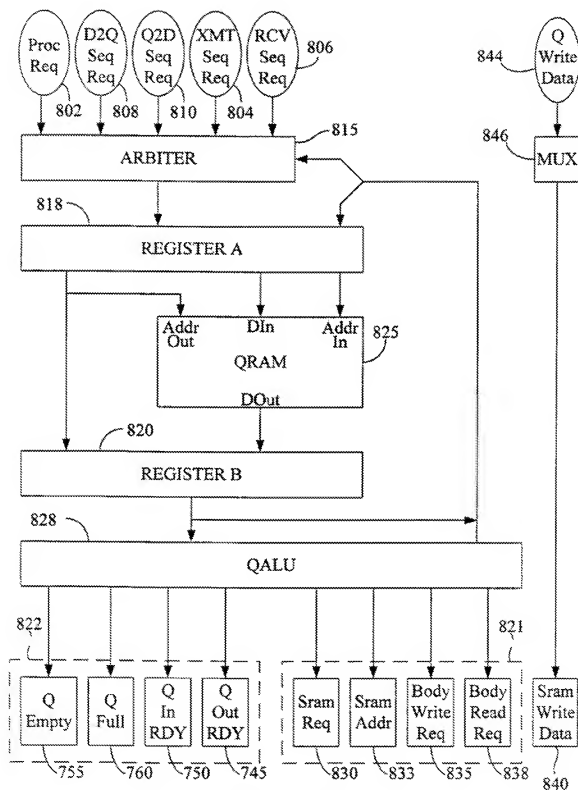 Proc
Req
D2Q
Seq
Req
Q2D
Seq
Req
XMT
Seq
Req
RCV
Seq
Req
806
844
Q
Write
Data
802
808
810
804
815
846
ARBITER
MUX
818
REGISTER A
Addr
Out
DIn
Addr
In
825
QRAM
DOut
820
REGISTER B
828
QALU
822
821
Q
Empty
Q
Full
Q
In
RDY
Q
Out
RDY
Sram
Req
Sram
Addr
Body
Write
Req
Body
Read
Req
Sram
Write
Data
755
760
750
745
830
833
835
838
840